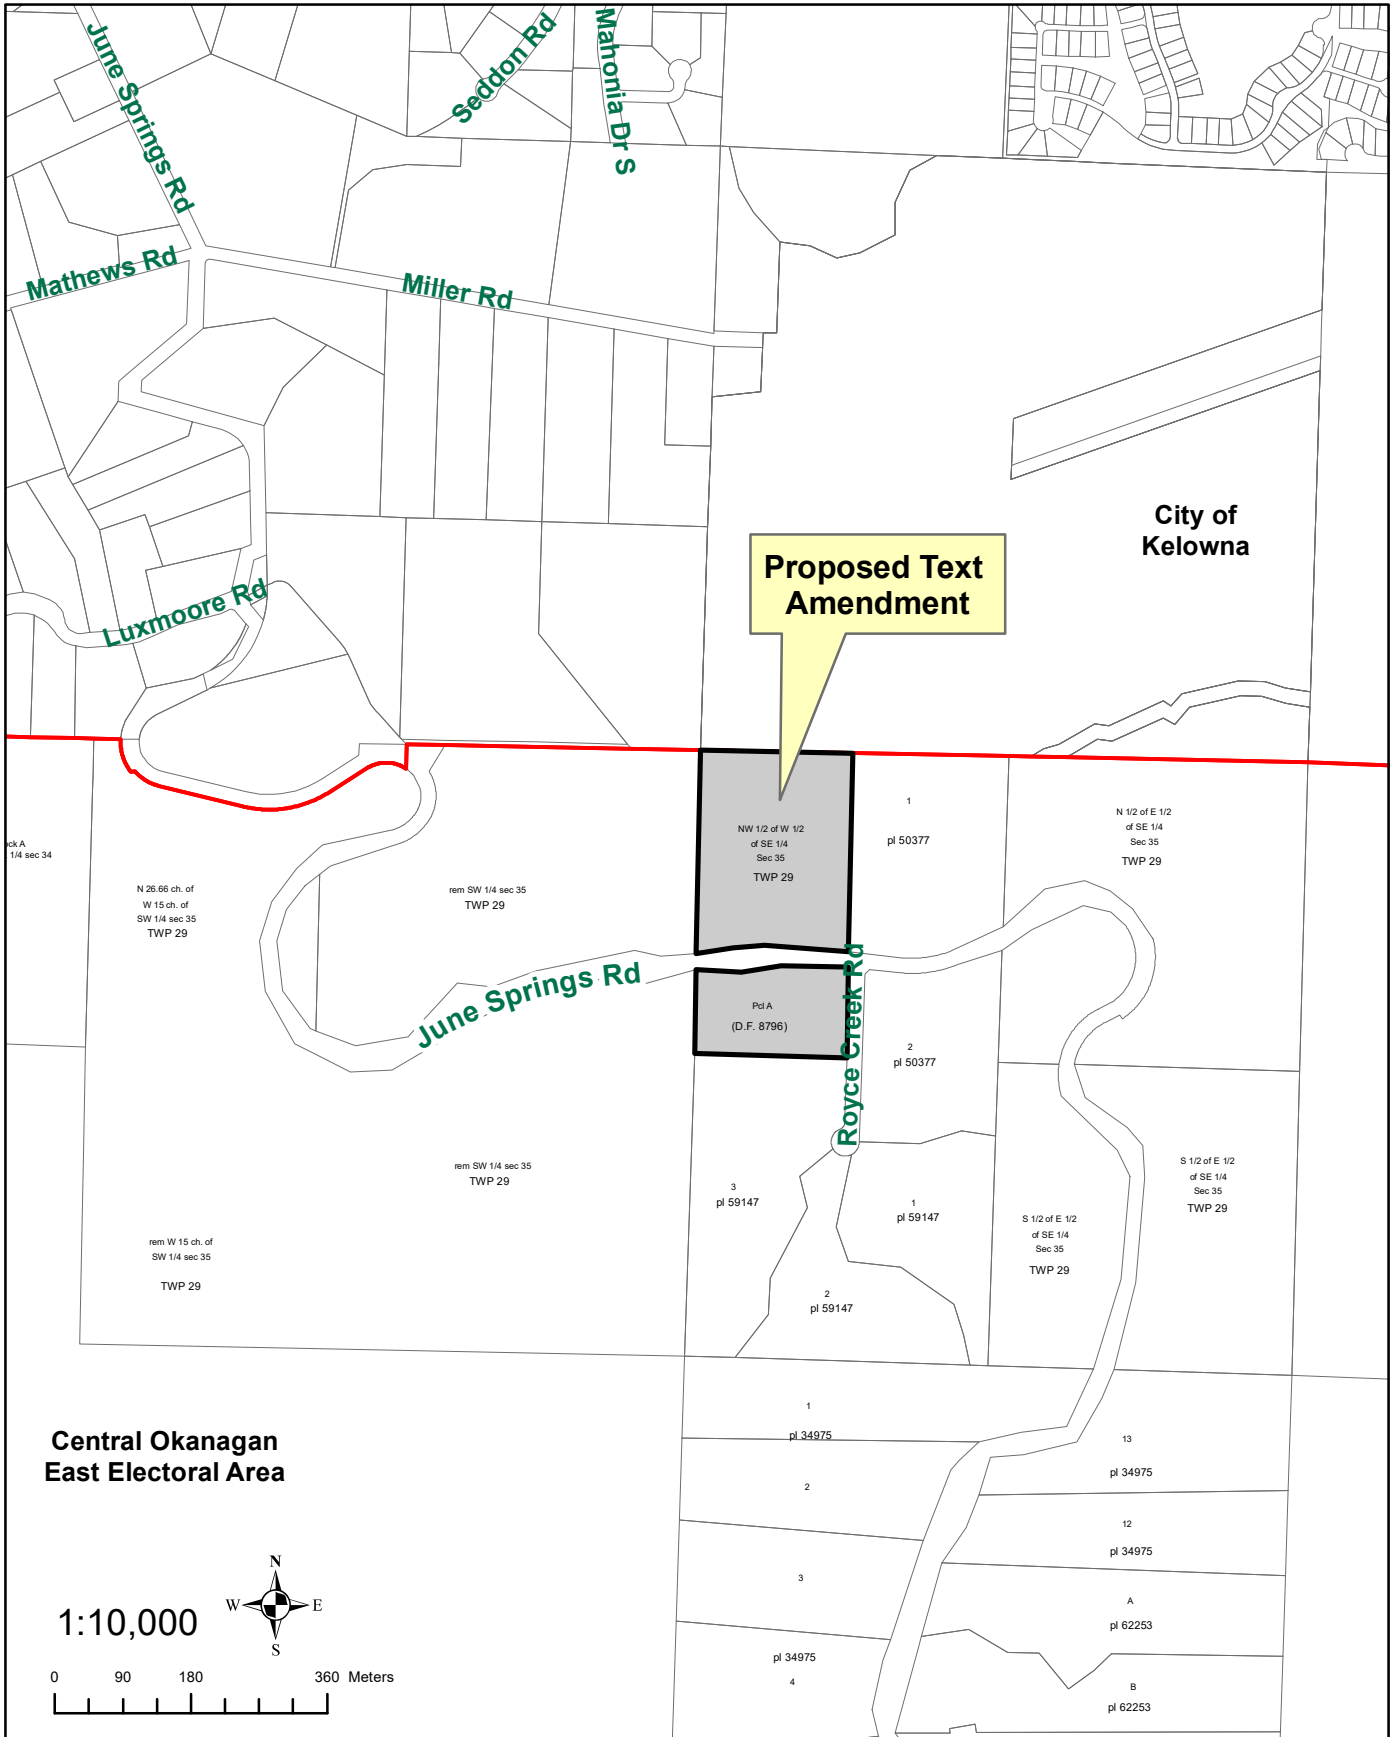 June Springs Rd
Seddon Rd
Mahonia Dr S
Mathews Rd
Miller Rd
City of
Kelowna
Proposed Text
Amendment
Luxmoore Rd
ock A
1/4 sec 34
N 26.66 ch. of
W 15 ch. of
SW 1/4 sec 35
TWP 29
rem SW 1/4 sec 35
TWP 29
NW 1/2 of W 1/2
of SE 1/4
Sec 35
TWP 29
1
pl 50377
N 1/2 of E 1/2
of SE 1/4
Sec 35
TWP 29
June Springs Rd
Pcl A
(D.F. 8796)
Royce Creek Rd
2
pl 50377
rem SW 1/4 sec 35
TWP 29
3
pl 59147
1
pl 59147
S 1/2 of E 1/2
of SE 1/4
Sec 35
TWP 29
S 1/2 of E 1/2
of SE 1/4
Sec 35
TWP 29
rem W 15 ch. of
SW 1/4 sec 35
TWP 29
2
pl 59147
1
pl 34975
13
pl 34975
Central Okanagan
East Electoral Area
2
12
pl 34975
3
A
pl 62253
pl 34975
4
B
pl 62253
1:10,000
N
W
E
S
0 90 180 360 Meters